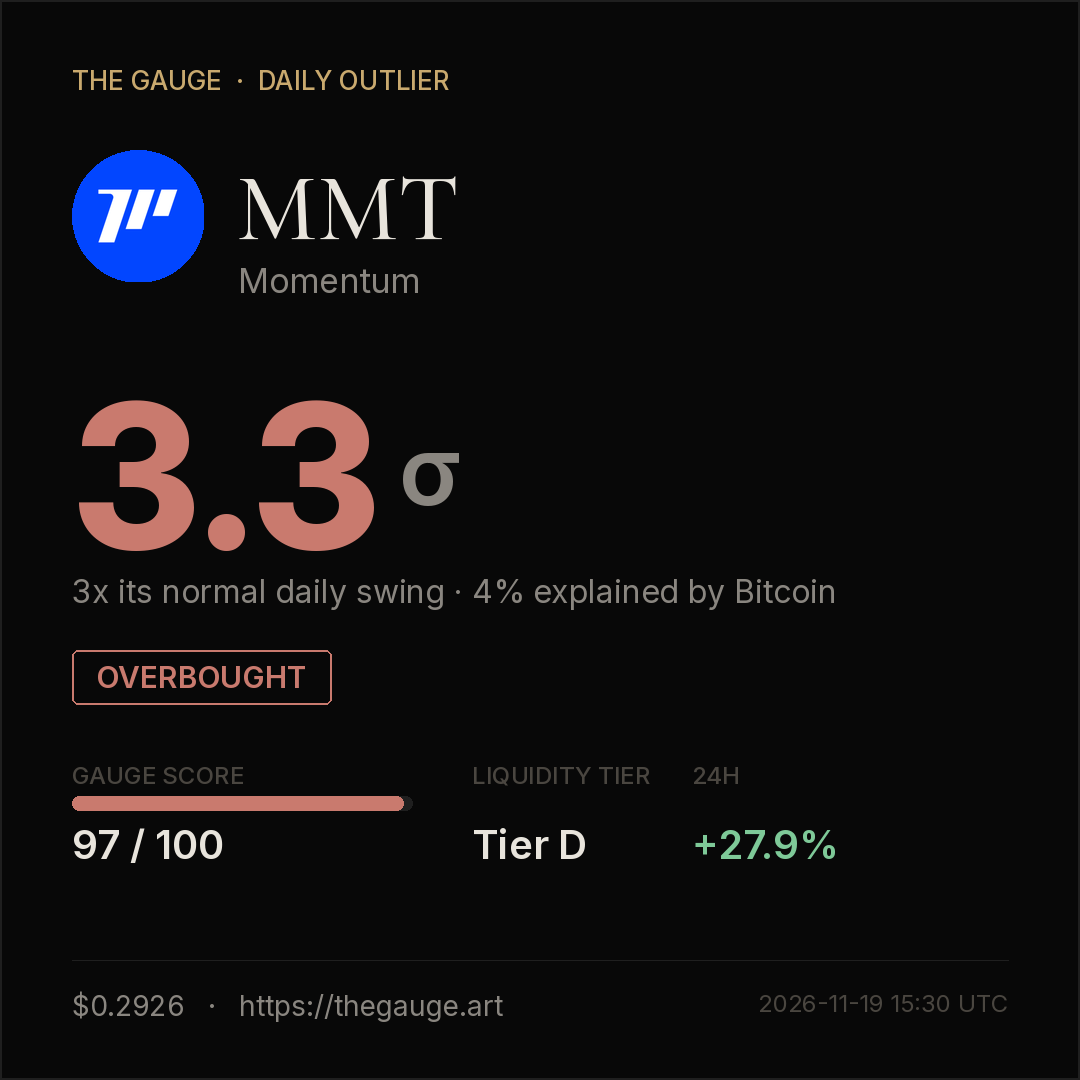 THE GAUGE · DAILY OUTLIER
MMT
Momentum
3.3 σ
3x its normal daily swing · 4% explained by Bitcoin
OVERBOUGHT
GAUGE SCORE LIQUIDITY TIER 24H
97 / 100 Tier D +27.9%
$0.2926 · https://thegauge.art 2026-11-19 15:30 UTC